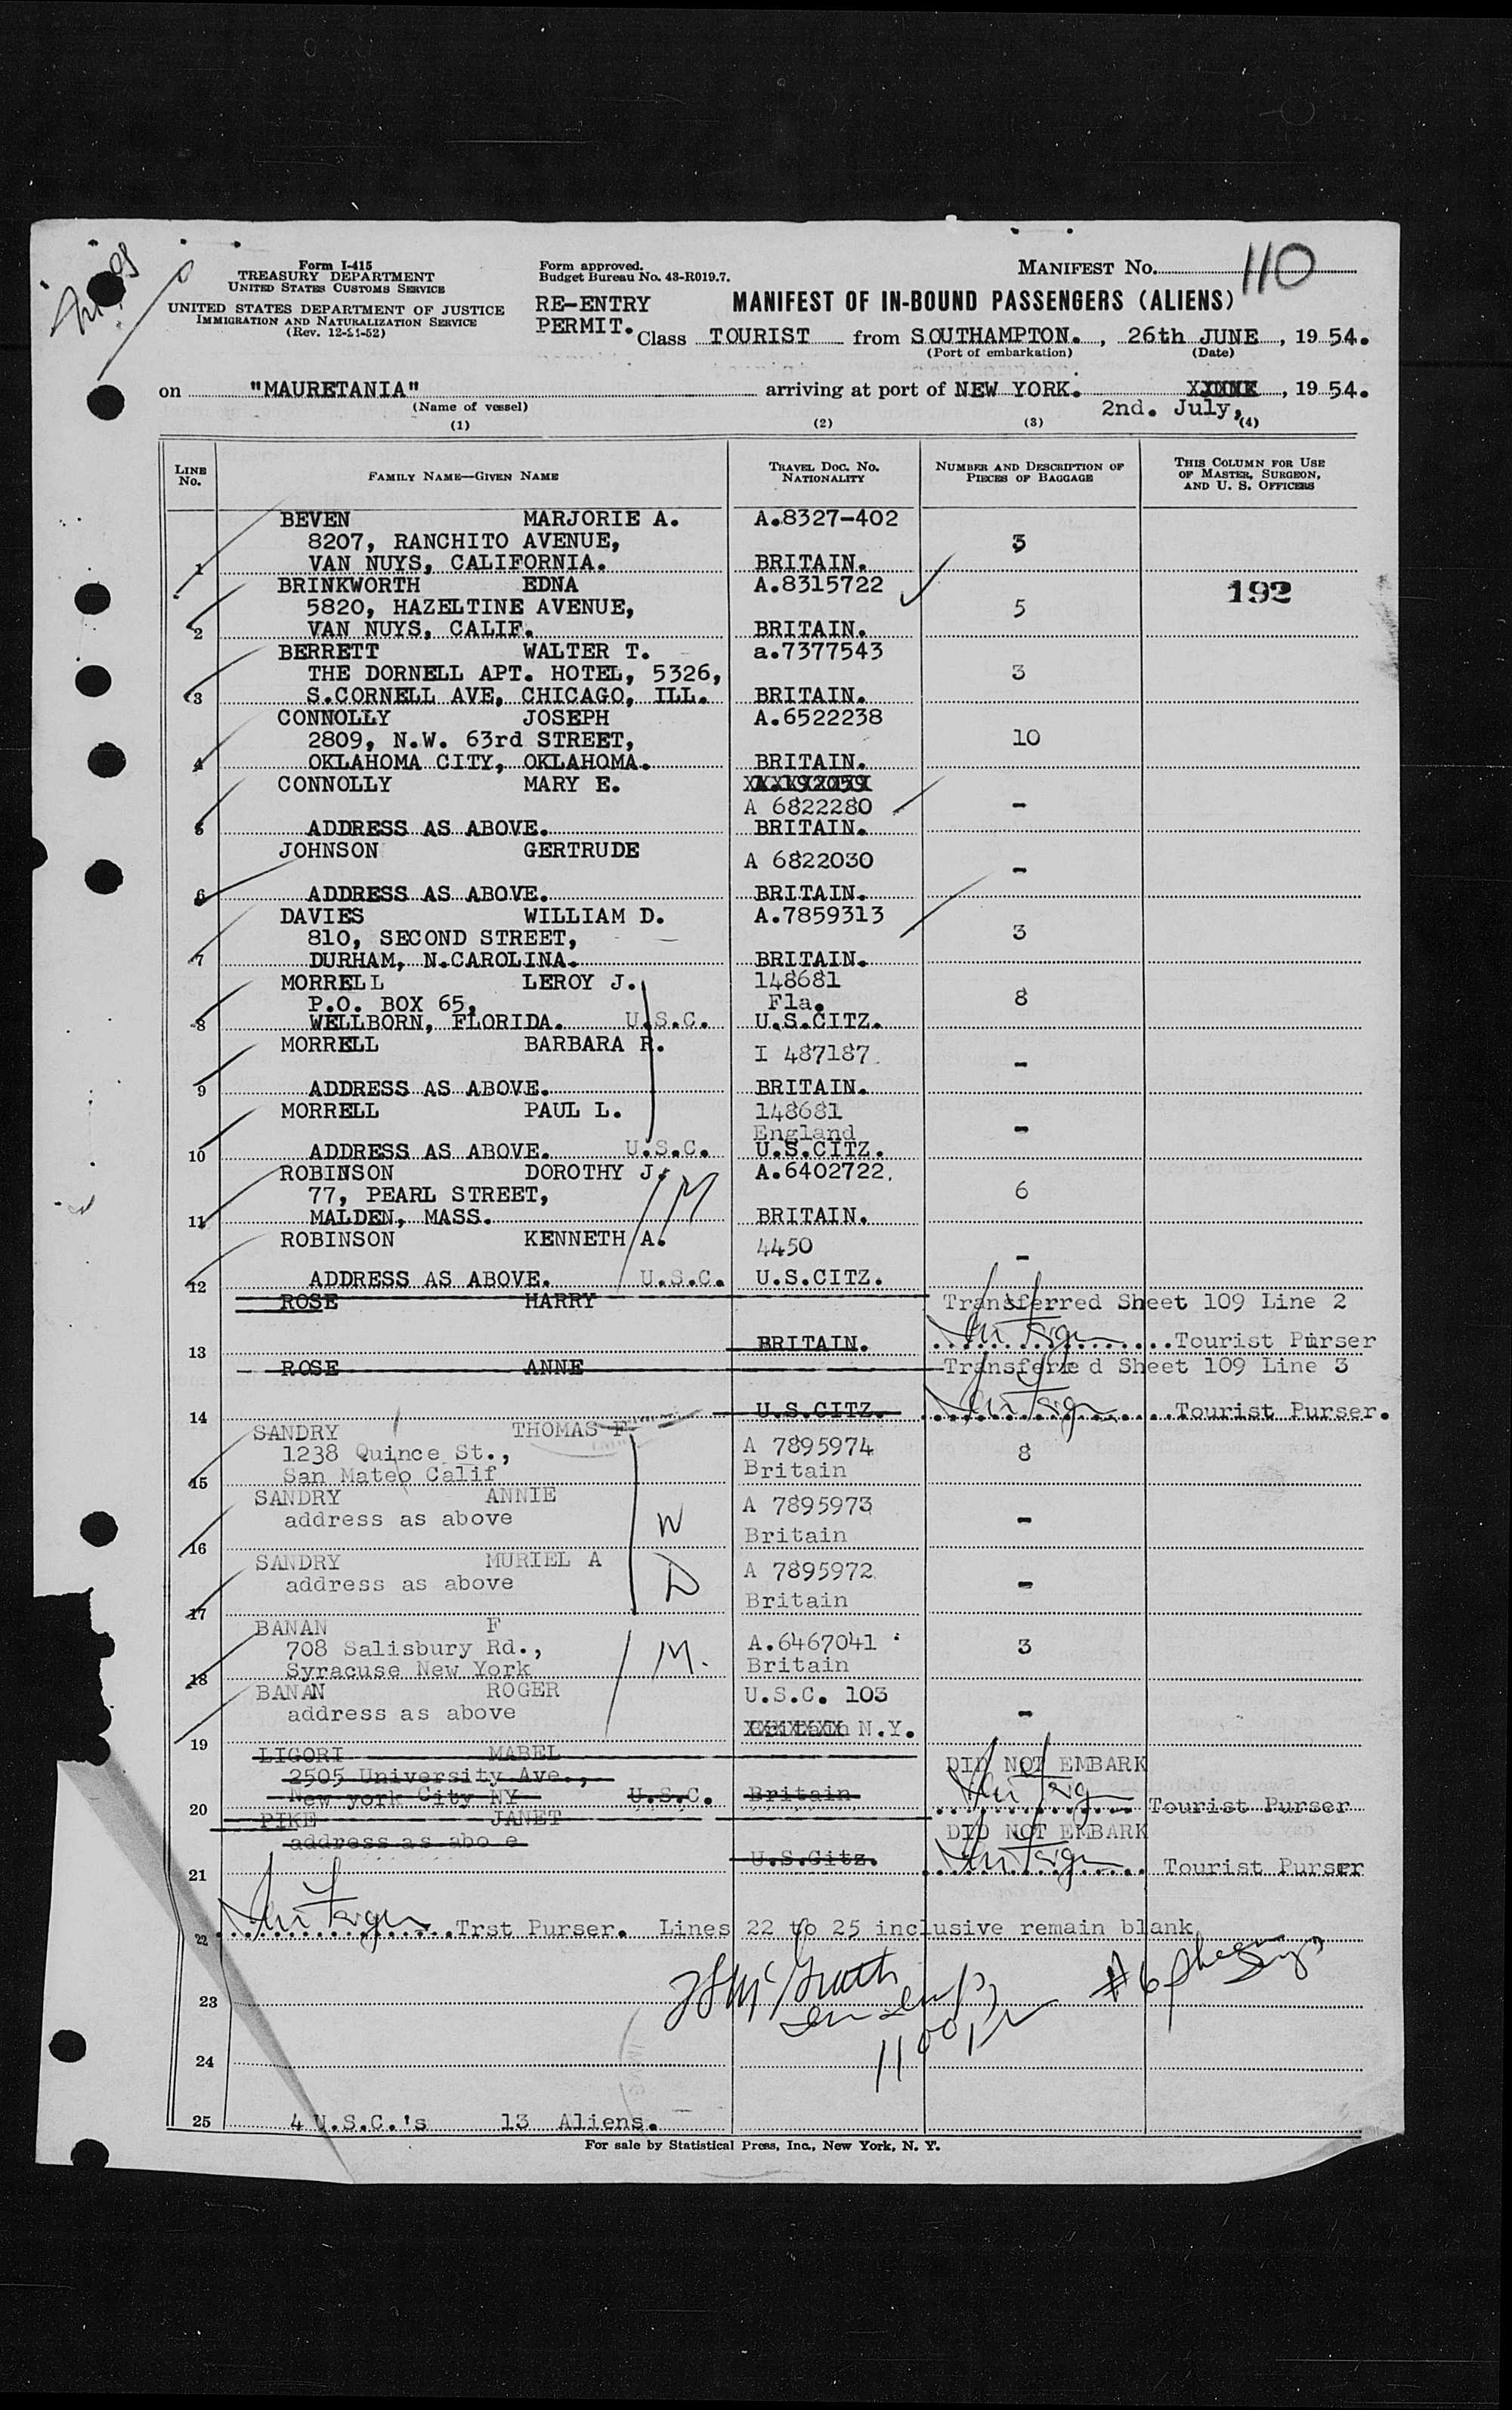 Form I-415
TREASURY DEPARTMENT
UNITED STATES CUSTOMS SERVICE
UNITED STATES DEPARTMENT OF JUSTICE
IMMIGRATION AND NATURALIZATION SERVICE
(Rev. 12-21-52)
Form approved.
Budget Bureau No. 43-R019.7.
MANIFEST No. 110
RE-ENTRY PERMIT.
MANIFEST OF IN-BOUND PASSENGERS (ALIENS)
Class TOURIST from SOUTHAMPTON. , 26th JUNE , 19 54.
(Port of embarkation) (Date)
on "MAURETANIA" arriving at port of NEW YORK. , 19 54.
(Name of vessel) 2nd. July,
(1) (2) (3) (4)
LINE No. FAMILY NAME—GIVEN NAME TRAVEL DOC. NO. NATIONALITY NUMBER AND DESCRIPTION OF PIECES OF BAGGAGE THIS COLUMN FOR USE OF MASTER, SURGEON, AND U. S. OFFICERS
BEVEN MARJORIE A. A.8327-402
8207, RANCHITO AVENUE, 3
1 VAN NUYS, CALIFORNIA. BRITAIN.
BRINKWORTH EDNA A.8315722 192
5820, HAZELTINE AVENUE, 5
2 VAN NUYS, CALIF. BRITAIN.
BERRETT WALTER T. a.7377543
THE DORNELL APT. HOTEL, 5326, 3
3 S.CORNELL AVE, CHICAGO, ILL. BRITAIN.
CONNOLLY JOSEPH A.6522238
2809, N.W. 63rd STREET, 10
4 OKLAHOMA CITY, OKLAHOMA. BRITAIN.
CONNOLLY MARY E.
A 6822280 -
5 ADDRESS AS ABOVE. BRITAIN.
JOHNSON GERTRUDE A 6822030 -
6 ADDRESS AS ABOVE. BRITAIN.
DAVIES WILLIAM D. A.7859313
810, SECOND STREET, 3
7 DURHAM, N.CAROLINA. BRITAIN.
MORRELL LEROY J. 148681
P.O. BOX 65, Fla. 8
8 WELLBORN, FLORIDA. U.S.C. U.S.CITZ.
MORRELL BARBARA R. I 487187 -
9 ADDRESS AS ABOVE. BRITAIN.
MORRELL PAUL L. 148681
England -
10 ADDRESS AS ABOVE. U.S.C. U.S.CITZ.
ROBINSON DOROTHY J. A.6402722.
77, PEARL STREET, M 6
11 MALDEN, MASS. BRITAIN.
ROBINSON KENNETH A. 4450 -
12 ADDRESS AS ABOVE. U.S.C. U.S.CITZ.
ROSE HARRY Transferred Sheet 109 Line 2
13 BRITAIN. Tourist Purser
ROSE ANNE Transferred Sheet 109 Line 3
14 U.S.CITZ. Tourist Purser.
SANDRY THOMAS F A 7895974
1238 Quince St., Britain 8
15 San Mateo Calif
SANDRY ANNIE A 7895973
address as above W -
16 Britain
SANDRY MURIEL A A 7895972
address as above D -
17 Britain
BANAN F A.6467041
708 Salisbury Rd., M. 3
18 Syracuse New York Britain
BANAN ROGER U.S.C. 103
address as above -
19 N.Y.
LIGORI MABEL DID NOT EMBARK
2505 University Ave.,
20 New york City NY U.S.C. Britain Tourist Purser
PIKE JANET DID NOT EMBARK
address as abo e
21 U.S.Citz. Tourist Purser
22 Trst Purser. Lines 22 to 25 inclusive remain blank
23
24
25 4 U.S.C.'s 13 Aliens.
For sale by Statistical Press, Inc., New York, N. Y.